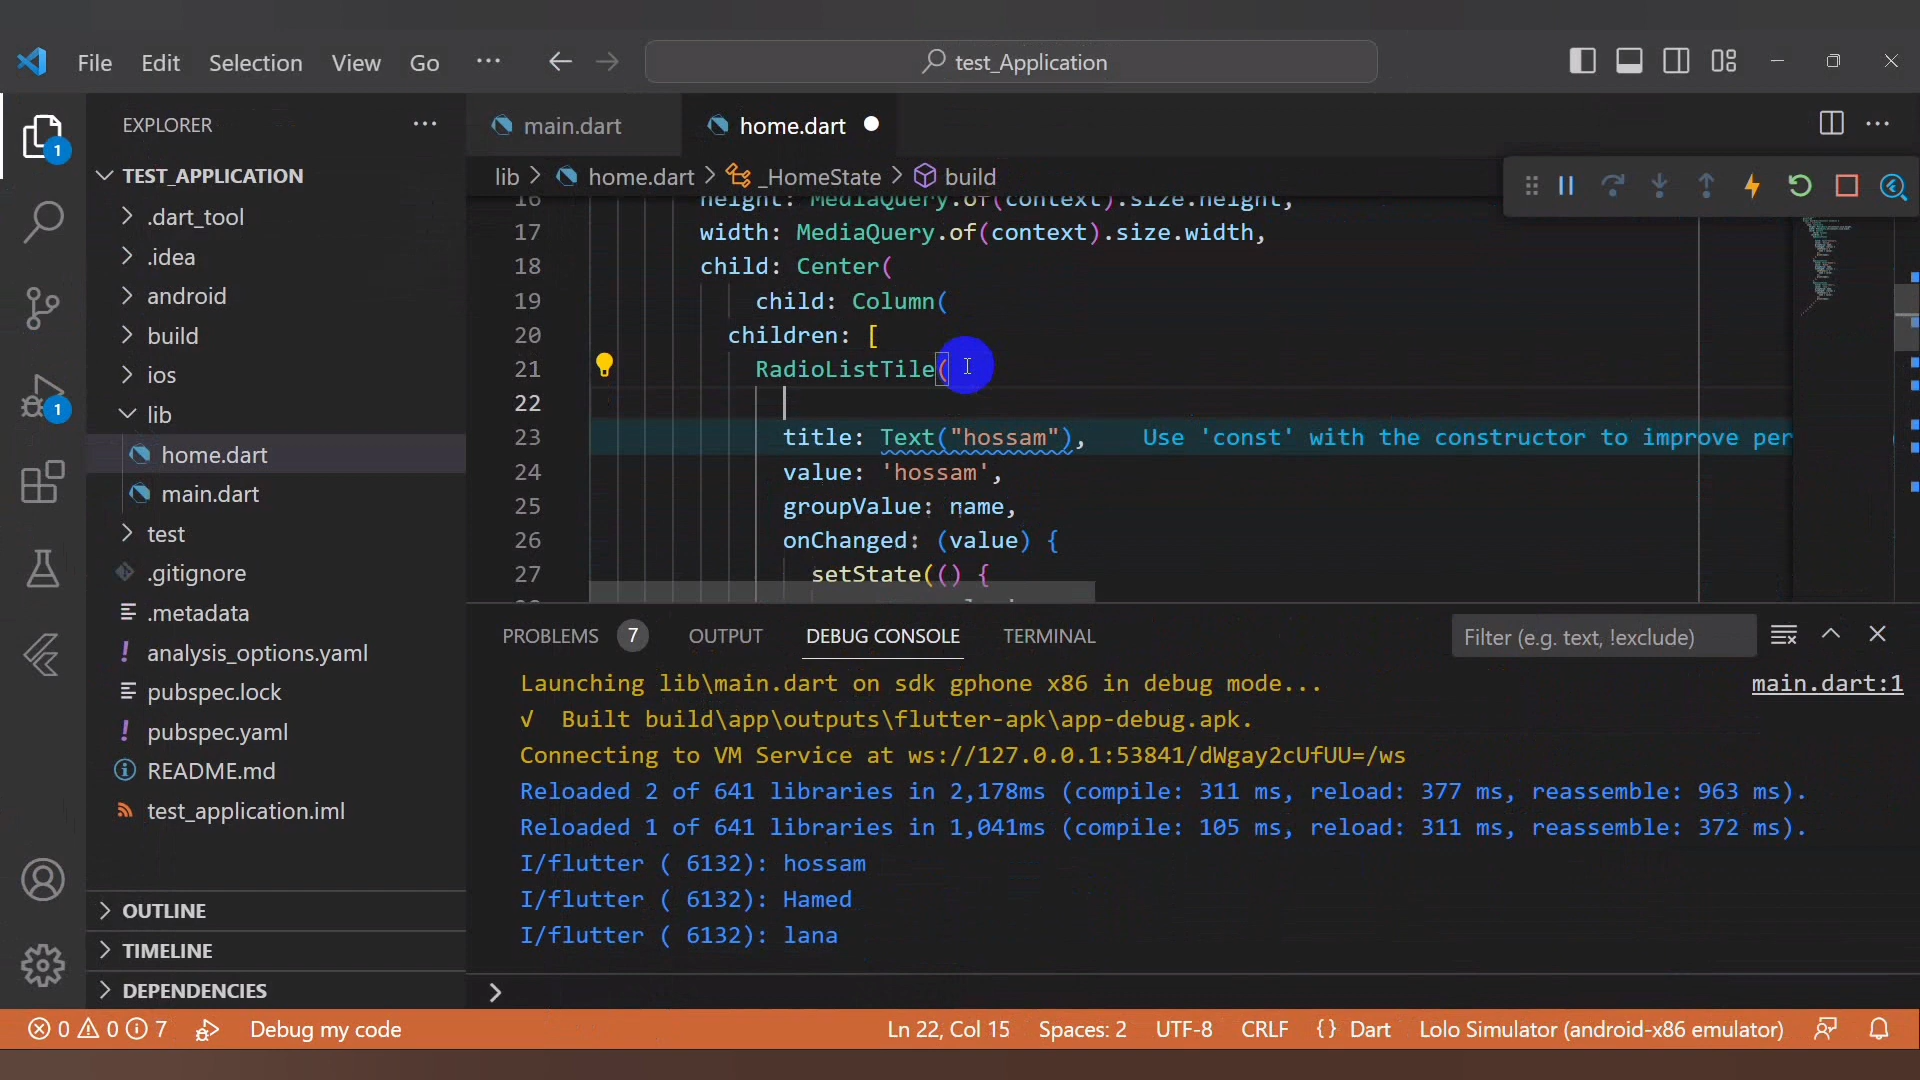 File Edit Selection View Go ··· test_Application
EXPLORER
TEST_APPLICATION
.dart_tool
.idea
android
build
ios
lib
home.dart
main.dart
test
.gitignore
.metadata
analysis_options.yaml
pubspec.lock
pubspec.yaml
README.md
test_application.iml
OUTLINE
TIMELINE
DEPENDENCIES
1
1
main.dart home.dart
lib > home.dart > _HomeState > build
16 height: MediaQuery.of(context).size.height,
17 width: MediaQuery.of(context).size.width,
18 child: Center(
19 child: Column(
20 children: [
21 RadioListTile(
22
23 title: Text("hossam"), Use 'const' with the constructor to improve per
24 value: 'hossam',
25 groupValue: name,
26 onChanged: (value) {
27 setState(() {
PROBLEMS 7 OUTPUT DEBUG CONSOLE TERMINAL Filter (e.g. text, !exclude)
Launching lib\main.dart on sdk gphone x86 in debug mode... main.dart:1
√ Built build\app\outputs\flutter-apk\app-debug.apk.
Connecting to VM Service at ws://127.0.0.1:53841/dWgay2cUfUU=/ws
Reloaded 2 of 641 libraries in 2,178ms (compile: 311 ms, reload: 377 ms, reassemble: 963 ms).
Reloaded 1 of 641 libraries in 1,041ms (compile: 105 ms, reload: 311 ms, reassemble: 372 ms).
I/flutter ( 6132): hossam
I/flutter ( 6132): Hamed
I/flutter ( 6132): lana
0 0 7 Debug my code Ln 22, Col 15 Spaces: 2 UTF-8 CRLF {} Dart Lolo Simulator (android-x86 emulator)